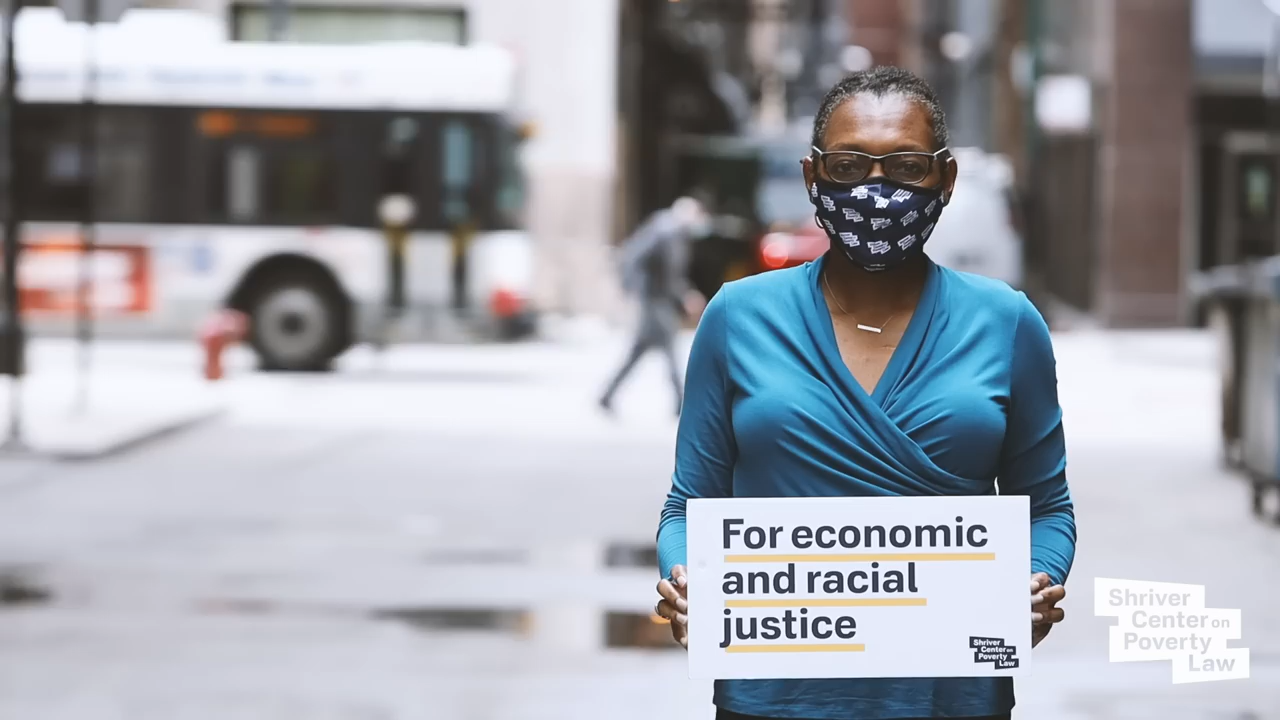 For economic
and racial
justice
Shriver
Center on
Poverty
Law
Shriver
Center on
Poverty
Law